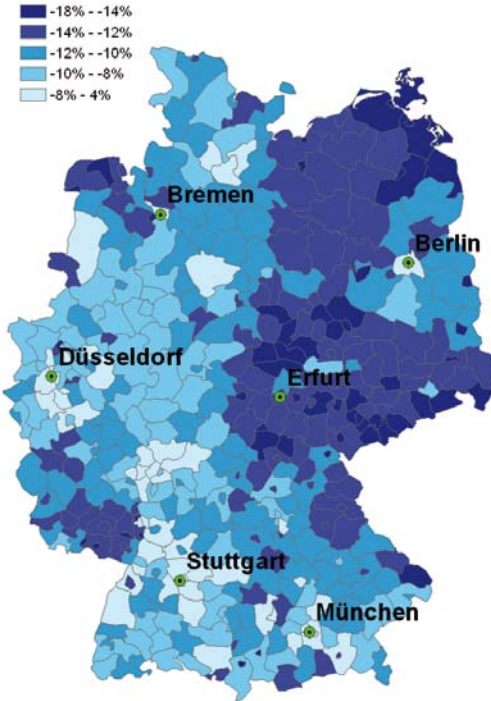 -18% - -14%
-14% - -12%
-12% - -10%
-10% - -8%
-8% - 4%
Bremen
Berlin
Düsseldorf
Erfurt
Stuttgart
München